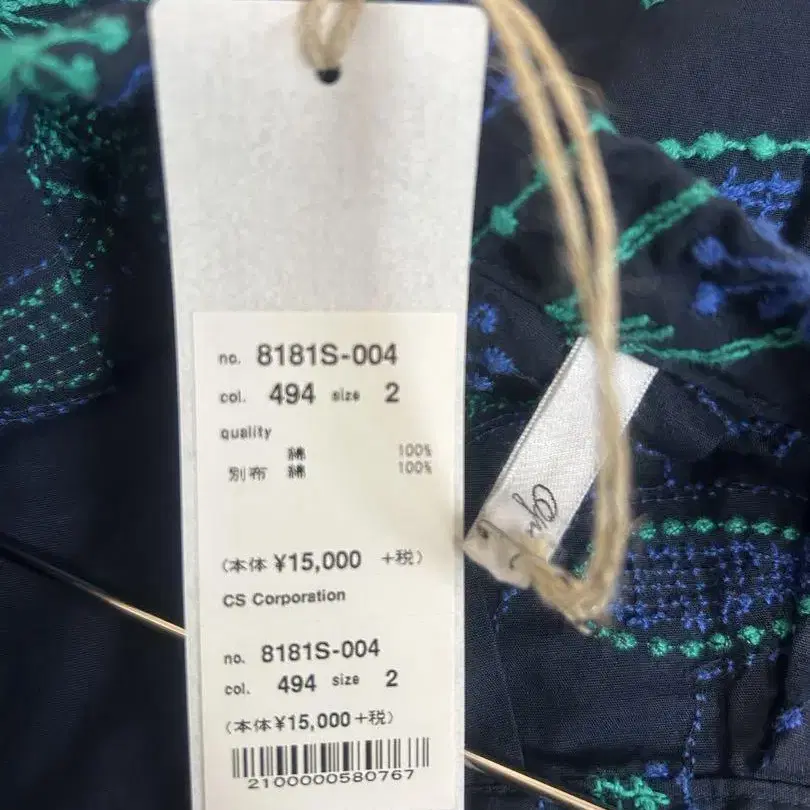 no. 8181S-004
col. 494 size 2
quality
綿 100%
別布 綿 100%
(本体 ¥15,000 +税)
CS Corporation
no. 8181S-004
col. 494 size 2
(本体 ¥15,000+税)
2100000580767